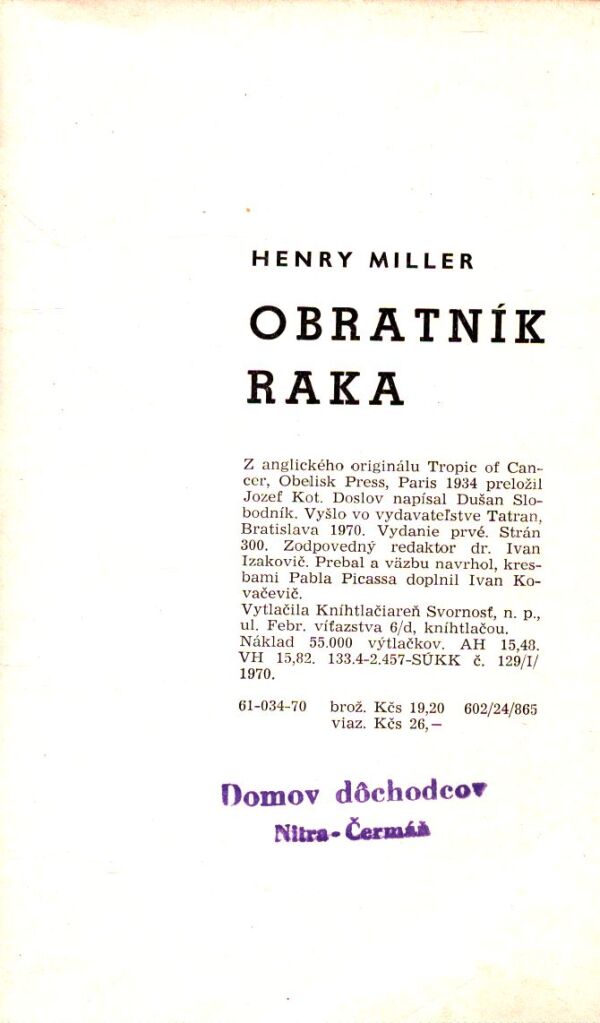 HENRY MILLER
OBRATNÍK
RAKA
Z anglického originálu Tropic of Can-
cer, Obelisk Press, Paris 1934 preložil
Jozef Kot. Doslov napísal Dušan Slo-
bodník. Vyšlo vo vydavateľstve Tatran,
Bratislava 1970. Vydanie prvé. Strán
300. Zodpovedný redaktor dr. Ivan
Izakovič. Prebal a väzbu navrhol, kres-
bami Pabla Picassa doplnil Ivan Ko-
vačevič.
Vytlačila Kníhtlačiareň Svornosť, n. p.,
ul. Febr. víťazstva 6/d, kníhtlačou.
Náklad 55.000 výtlačkov. AH 15,48.
VH 15,82. 133.4-2.457-SÚKK č. 129/I/
1970.
61-034-70 brož. Kčs 19,20 602/24/865
viaz. Kčs 26,—
Domov dôchodcov
Nitra-Čermáň